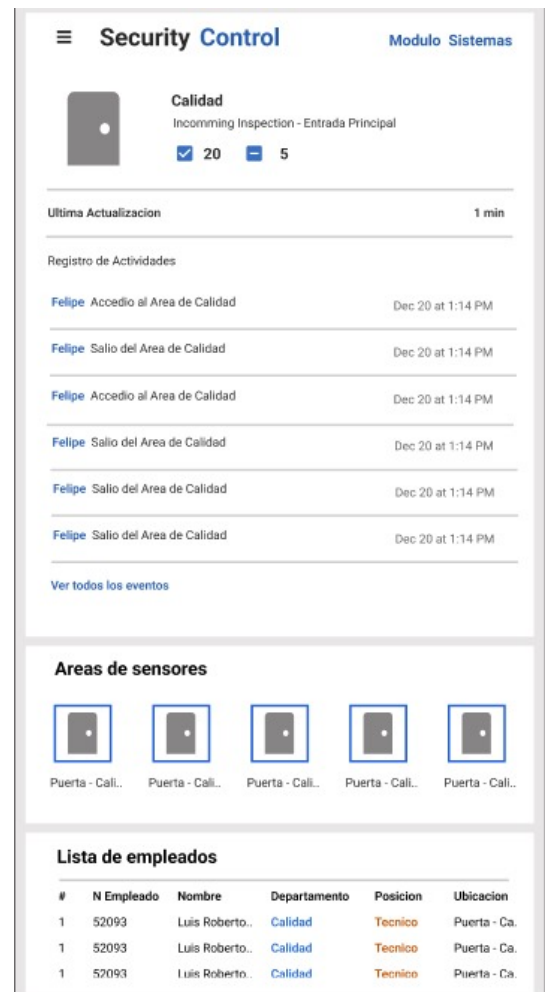 Security Control
Modulo Sistemas
Calidad
Incomming Inspection - Entrada Principal
20 5
Ultima Actualizacion 1 min
Registro de Actividades
Felipe Accedio al Area de Calidad Dec 20 at 1:14 PM
Felipe Salio del Area de Calidad Dec 20 at 1:14 PM
Felipe Accedio al Area de Calidad Dec 20 at 1:14 PM
Felipe Salio del Area de Calidad Dec 20 at 1:14 PM
Felipe Salio del Area de Calidad Dec 20 at 1:14 PM
Felipe Salio del Area de Calidad Dec 20 at 1:14 PM
Ver todos los eventos
Areas de sensores
Puerta - Cali.. Puerta - Cali.. Puerta - Cali.. Puerta - Cali.. Puerta - Cali..
Lista de empleados
# N Empleado Nombre Departamento Posicion Ubicacion
1 52093 Luis Roberto.. Calidad Tecnico Puerta - Ca.
1 52093 Luis Roberto.. Calidad Tecnico Puerta - Ca.
1 52093 Luis Roberto.. Calidad Tecnico Puerta - Ca.